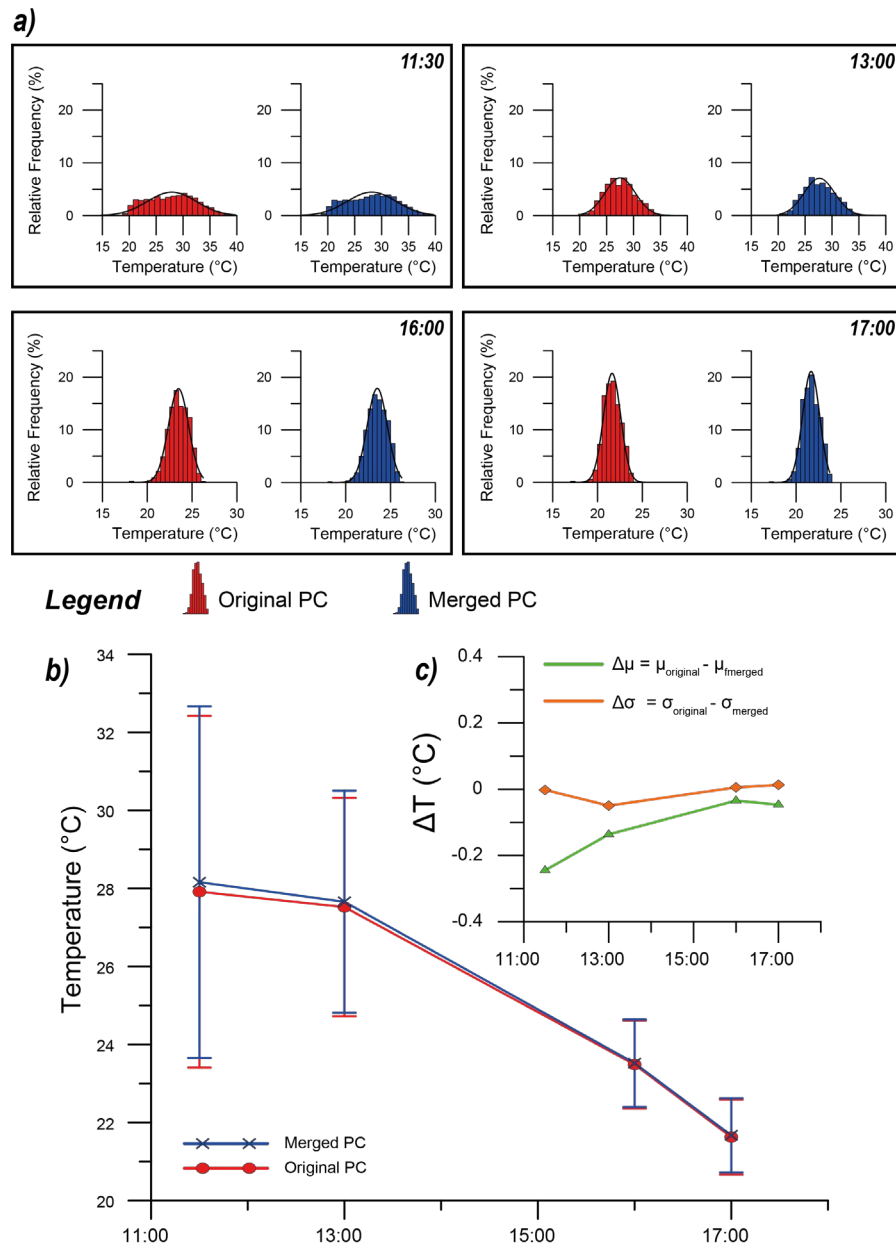 a)
11:30
Relative Frequency (%)
20
10
0
15 20 25 30 35 40
Temperature (°C)
20
10
0
15 20 25 30 35 40
Temperature (°C)
13:00
Relative Frequency (%)
20
10
0
15 20 25 30 35 40
Temperature (°C)
20
10
0
15 20 25 30 35 40
Temperature (°C)
16:00
Relative Frequency (%)
20
10
0
15 20 25 30
Temperature (°C)
20
10
0
15 20 25 30
Temperature (°C)
17:00
Relative Frequency (%)
20
10
0
15 20 25 30
Temperature (°C)
20
10
0
15 20 25 30
Temperature (°C)
Legend
Original PC
Merged PC
b)
Temperature (°C)
34
32
30
28
26
24
22
20
11:00 13:00 15:00 17:00
Merged PC
Original PC
c)
ΔT (°C)
0.4
0.2
0
-0.2
-0.4
11:00 13:00 15:00 17:00
Δμ = μoriginal - μfmerged
Δσ = σoriginal - σmerged